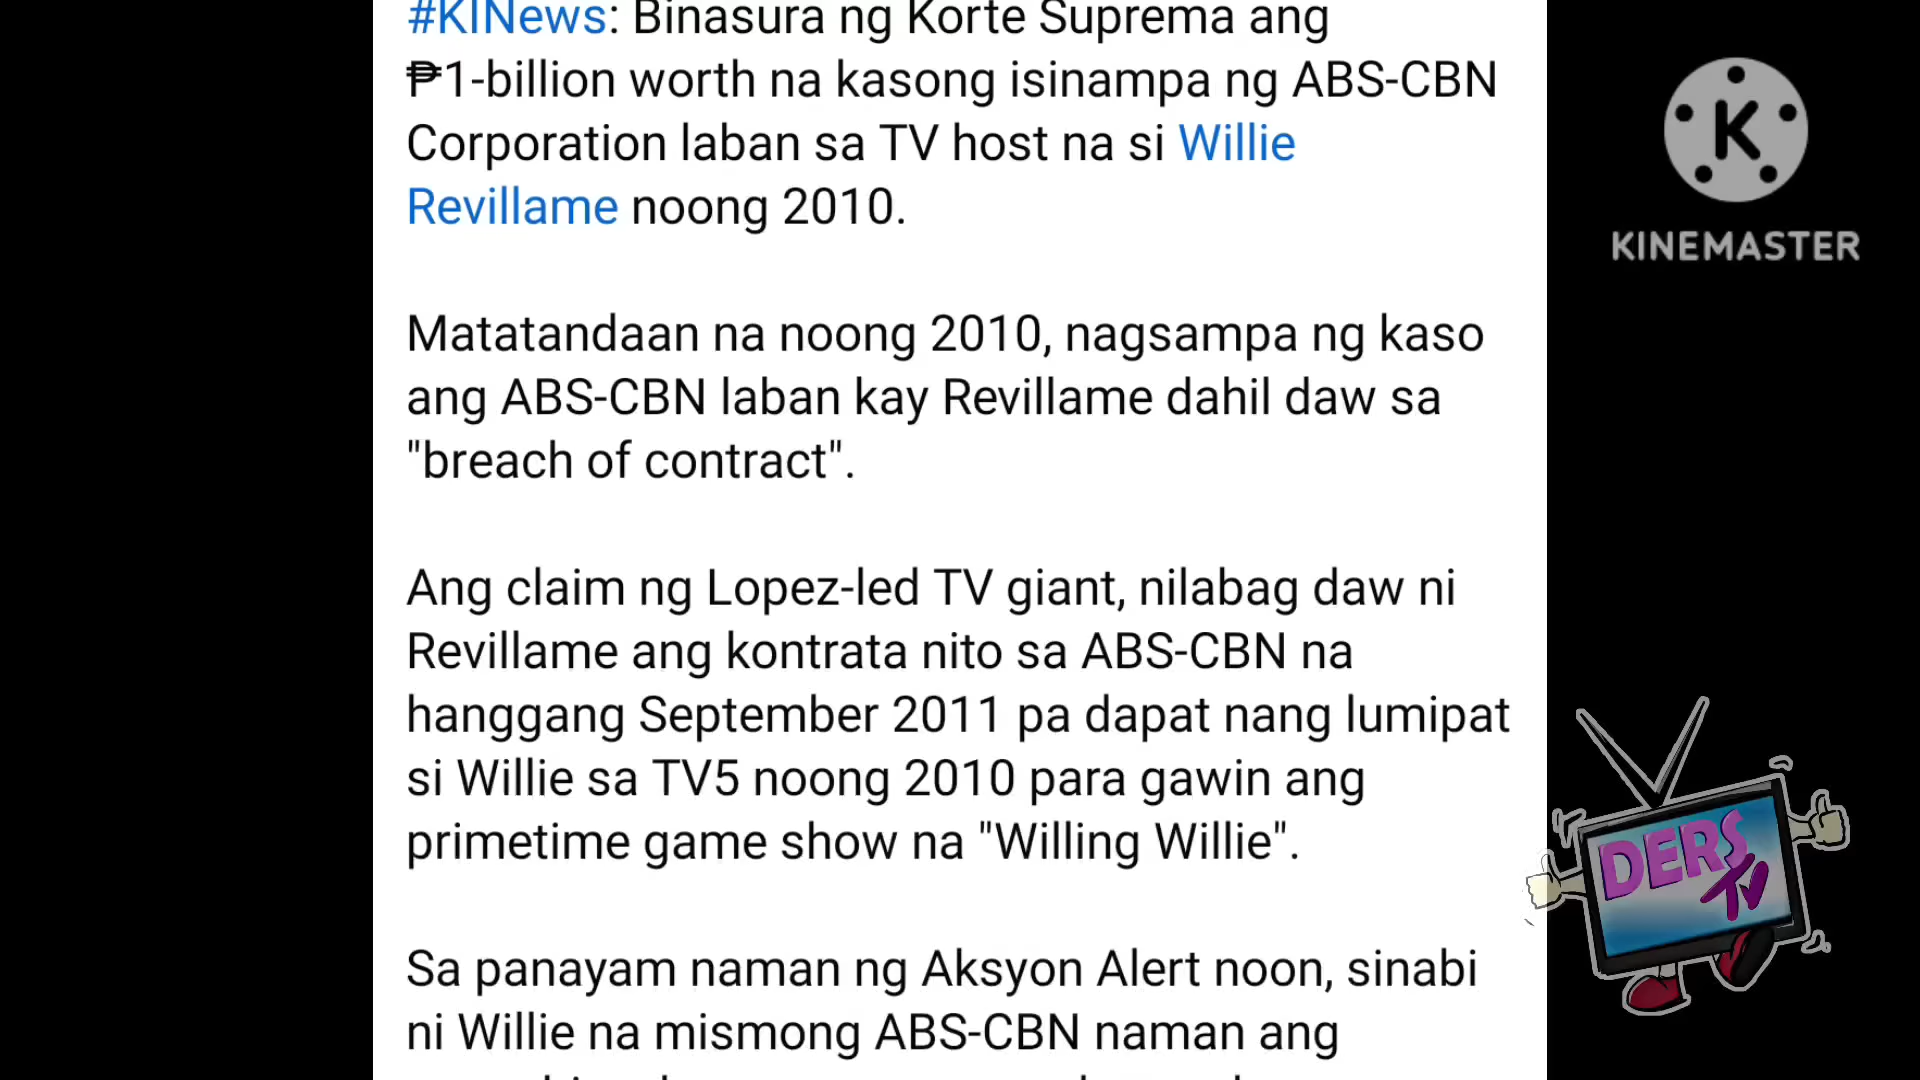 #KINews: Binasura ng Korte Suprema ang
₱1-billion worth na kasong isinampa ng ABS-CBN
Corporation laban sa TV host na si Willie
Revillame noong 2010.
Matatandaan na noong 2010, nagsampa ng kaso
ang ABS-CBN laban kay Revillame dahil daw sa
"breach of contract".
Ang claim ng Lopez-led TV giant, nilabag daw ni
Revillame ang kontrata nito sa ABS-CBN na
hanggang September 2011 pa dapat nang lumipat
si Willie sa TV5 noong 2010 para gawin ang
primetime game show na "Willing Willie".
Sa panayam naman ng Aksyon Alert noon, sinabi
ni Willie na mismong ABS-CBN naman ang
K
KINEMASTER
DERS
TV